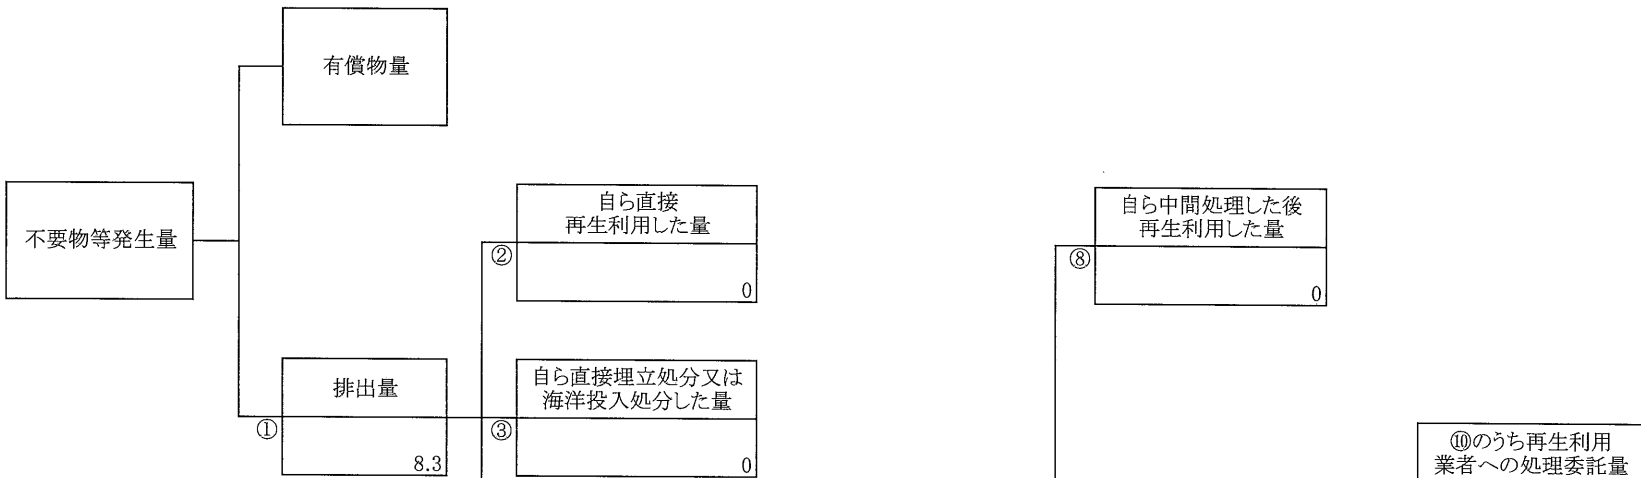 有償物量
不要物等発生量
自ら直接
再生利用した量
②
0
自ら中間処理した後
再生利用した量
⑧
0
排出量
①
8.3
自ら直接埋立処分又は
海洋投入処分した量
③
0
⑩のうち再生利用
業者への処理委託量